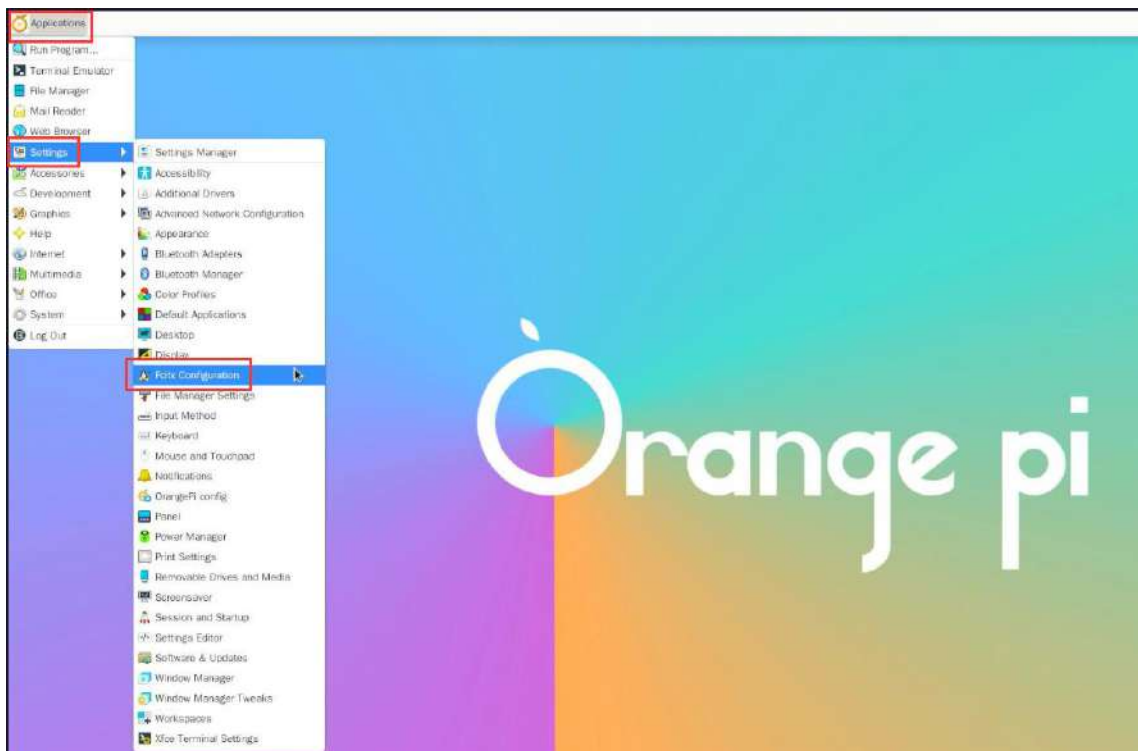 Applications
Run Program...
Terminal Emulator
File Manager
Mail Reader
Web Browser
Settings
Accessories
Development
Graphics
Help
Internet
Multimedia
Office
System
Log Out
Settings Manager
Accessibility
Additional Drivers
Advanced Network Configuration
Appearance
Bluetooth Adapters
Bluetooth Manager
Color Profiles
Default Applications
Desktop
Display
Fcitx Configuration
File Manager Settings
Input Method
Keyboard
Mouse and Touchpad
Notifications
OrangePi config
Panel
Power Manager
Print Settings
Removable Drives and Media
Screensaver
Session and Startup
Settings Editor
Software & Updates
Window Manager
Window Manager Tweaks
Workspaces
Xfce Terminal Settings
Orange pi